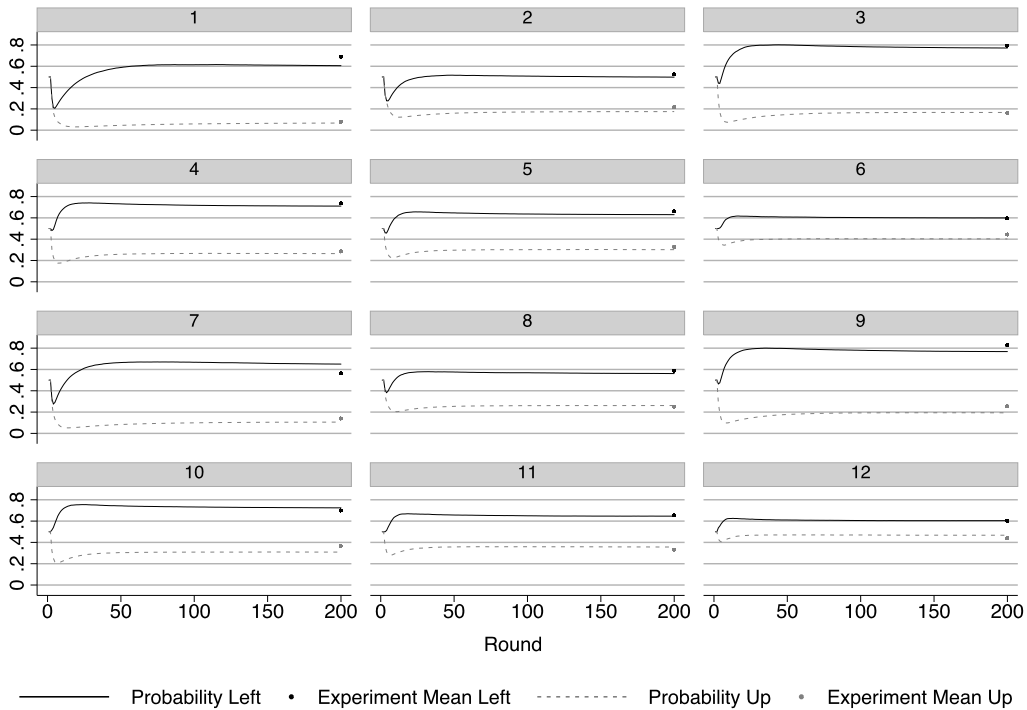 1 2 3
0 .2 .4 .6 .8
4 5 6
0 .2 .4 .6 .8
7 8 9
0 .2 .4 .6 .8
10 11 12
0 .2 .4 .6 .8
0 50 100 150 200 0 50 100 150 200 0 50 100 150 200
Round
Probability Left Experiment Mean Left Probability Up Experiment Mean Up